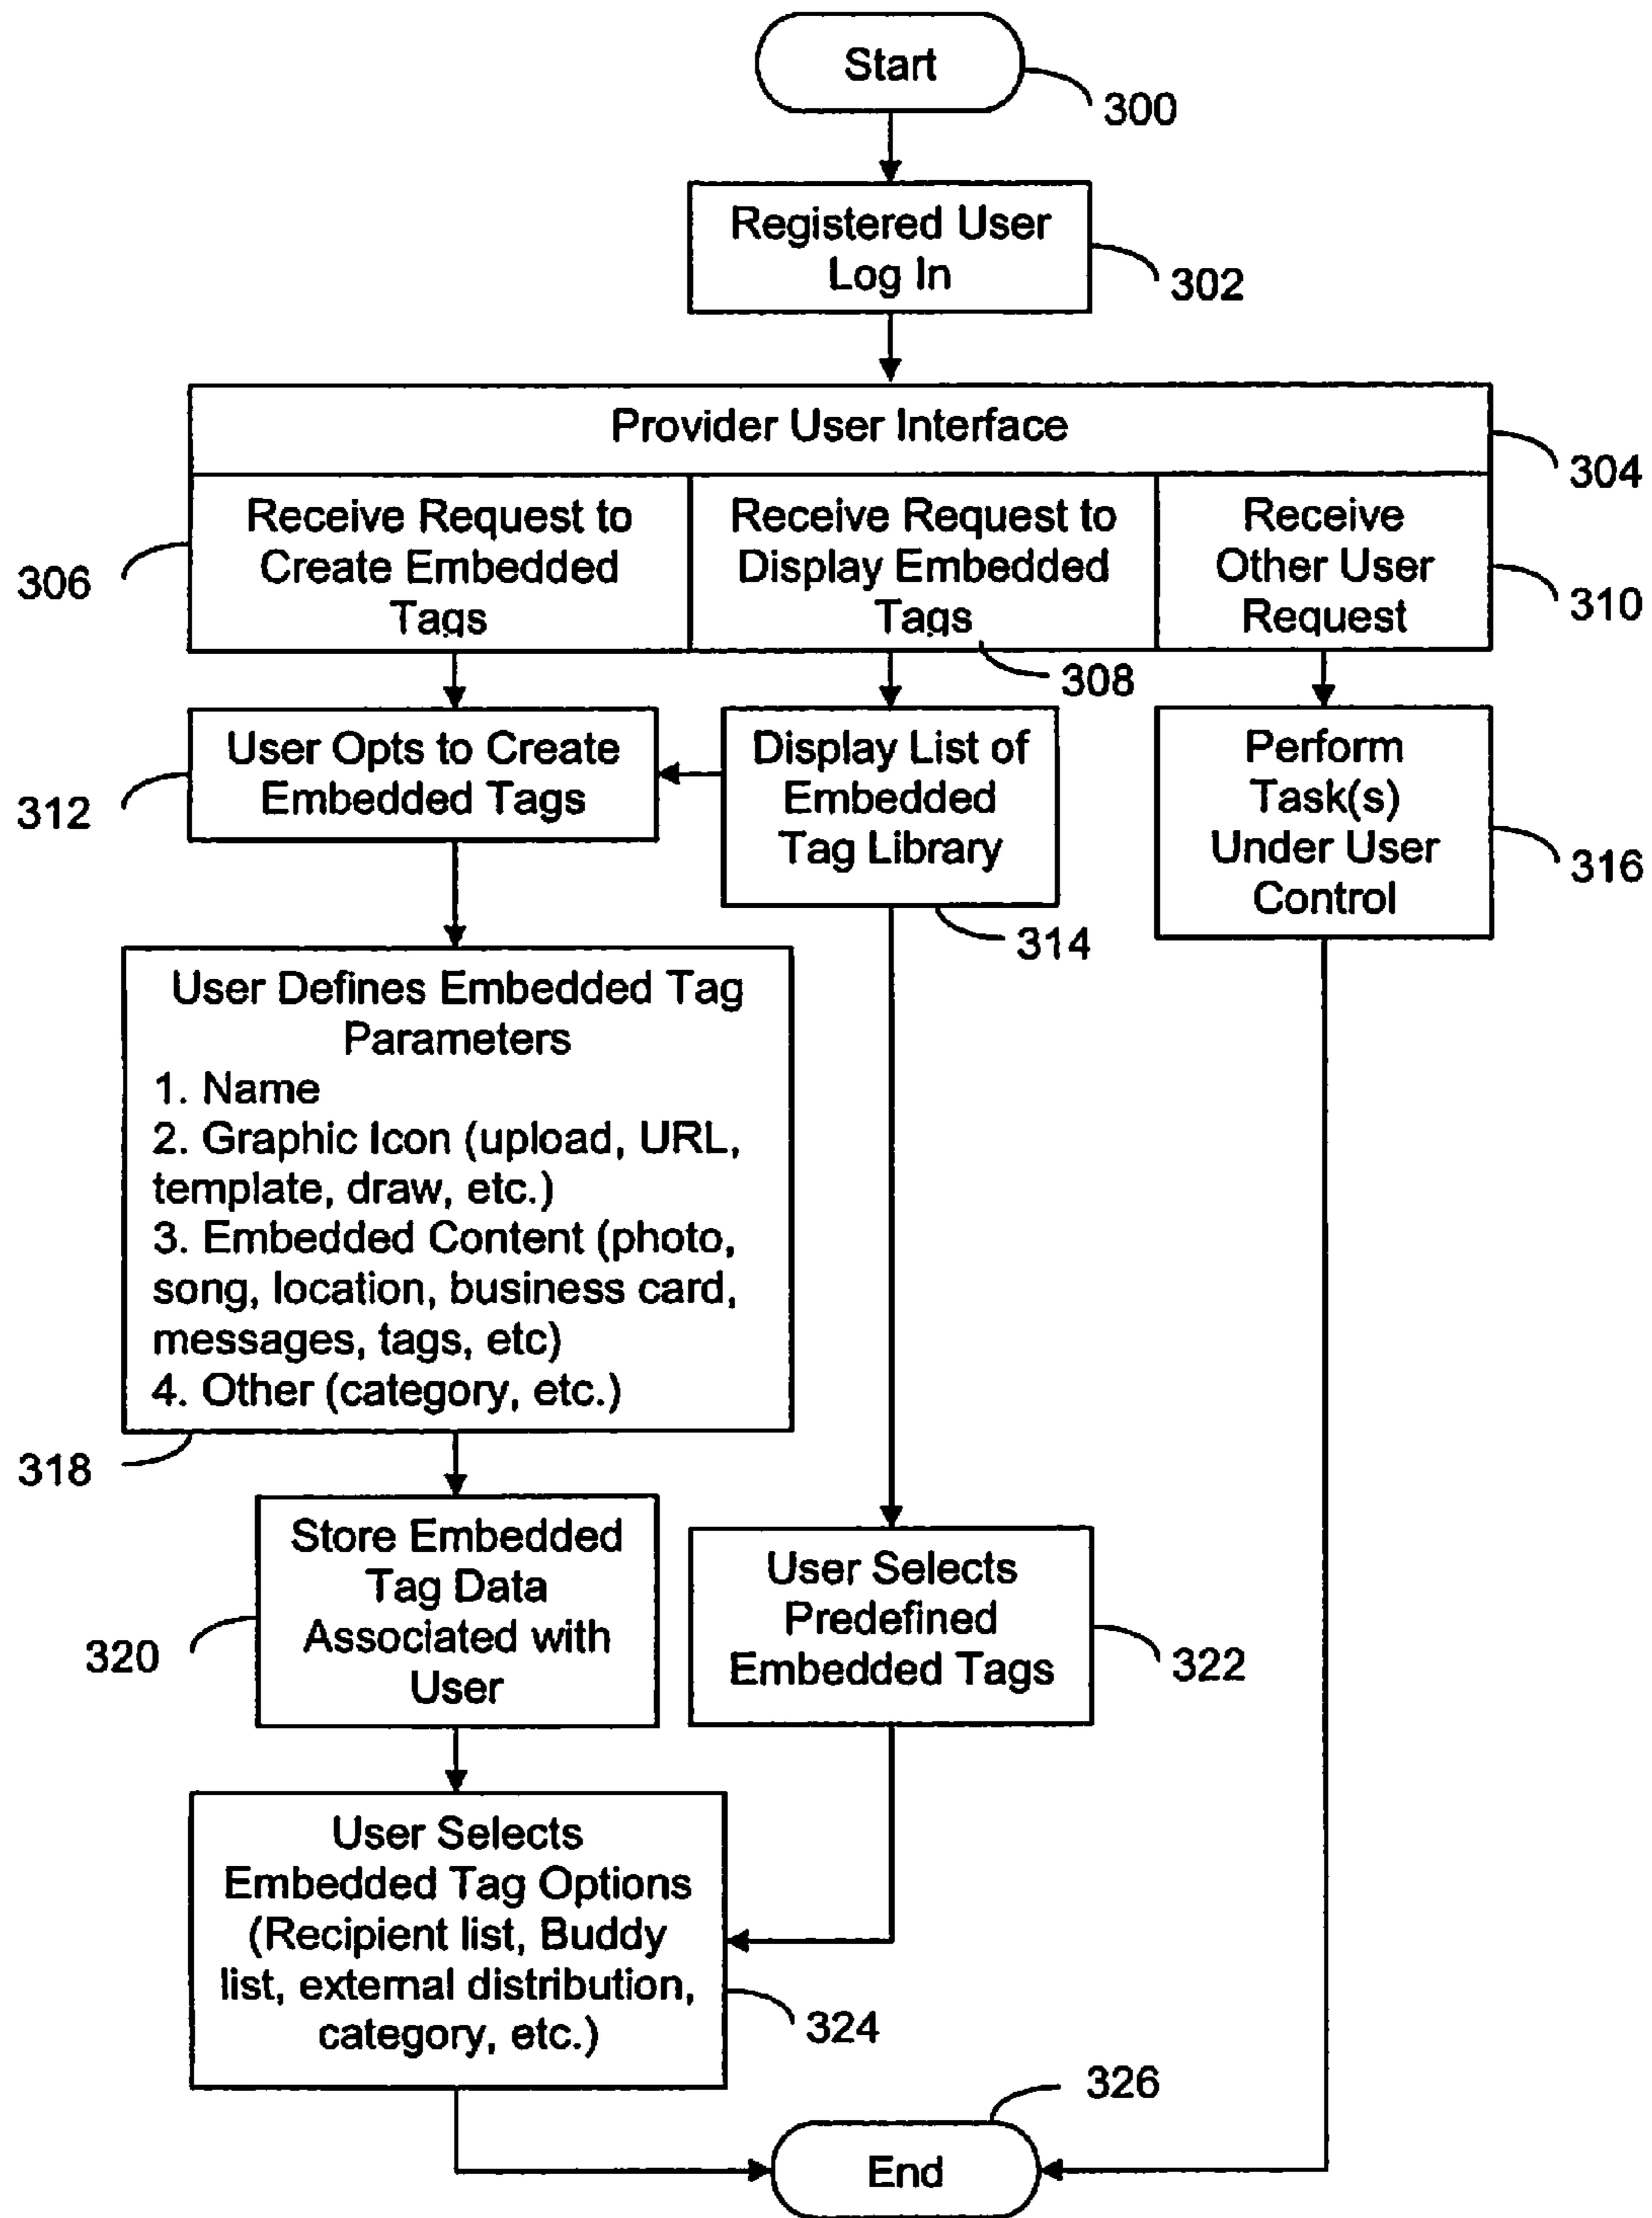 Start
300
Registered User
Log In
302
Provider User Interface
304
Receive Request to
Create Embedded
Tags
306
Receive Request to
Display Embedded
Tags
308
Receive
Other User
Request
310
User Opts to Create
Embedded Tags
312
Display List of
Embedded
Tag Library
314
Perform
Task(s)
Under User
Control
316
User Defines Embedded Tag
Parameters
1. Name
2. Graphic Icon (upload, URL,
template, draw, etc.)
3. Embedded Content (photo,
song, location, business card,
messages, tags, etc)
4. Other (category, etc.)
318
Store Embedded
Tag Data
Associated with
User
320
User Selects
Predefined
Embedded Tags
322
User Selects
Embedded Tag Options
(Recipient list, Buddy
list, external distribution,
category, etc.)
324
326
End